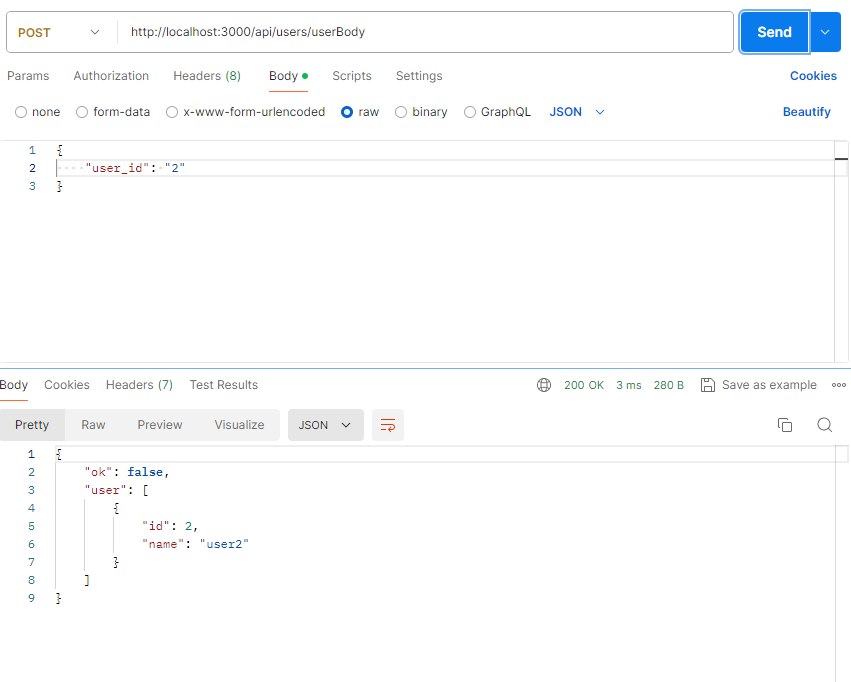 POST http://localhost:3000/api/users/userBody Send
Params Authorization Headers (8) Body Scripts Settings Cookies
none form-data x-www-form-urlencoded raw binary GraphQL JSON Beautify
1 {
2 "user_id": "2"
3 }
Body Cookies Headers (7) Test Results 200 OK 3 ms 280 B Save as example
Pretty Raw Preview Visualize JSON
1 {
2 "ok": false,
3 "user": [
4 {
5 "id": 2,
6 "name": "user2"
7 }
8 ]
9 }